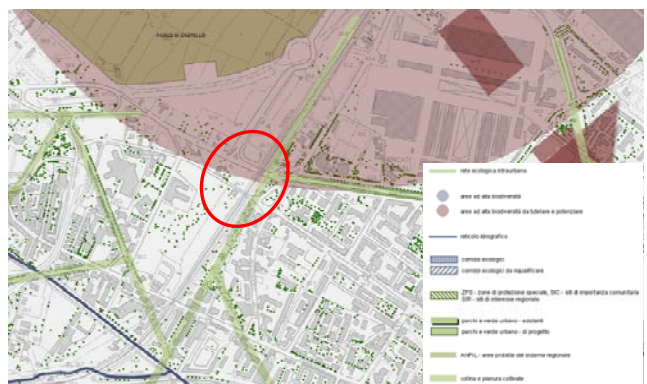 PARCO DI CASTELLO
MERCATI
rete ecologica intraurbana
aree ad alta biodiversità
aree ad alta biodiversità da tutelare e potenziare
reticolo idrografico
corridoi ecologici
corridoi ecologici da riqualificare
ZPS - zone di protezione speciale, SIC - siti di importanza comunitaria
SIR - siti di interesse regionale
parchi e verde urbano - esistenti
parchi e verde urbano - di progetto
ANPIL - aree protette del sistema regionale
collina e pianura coltivate